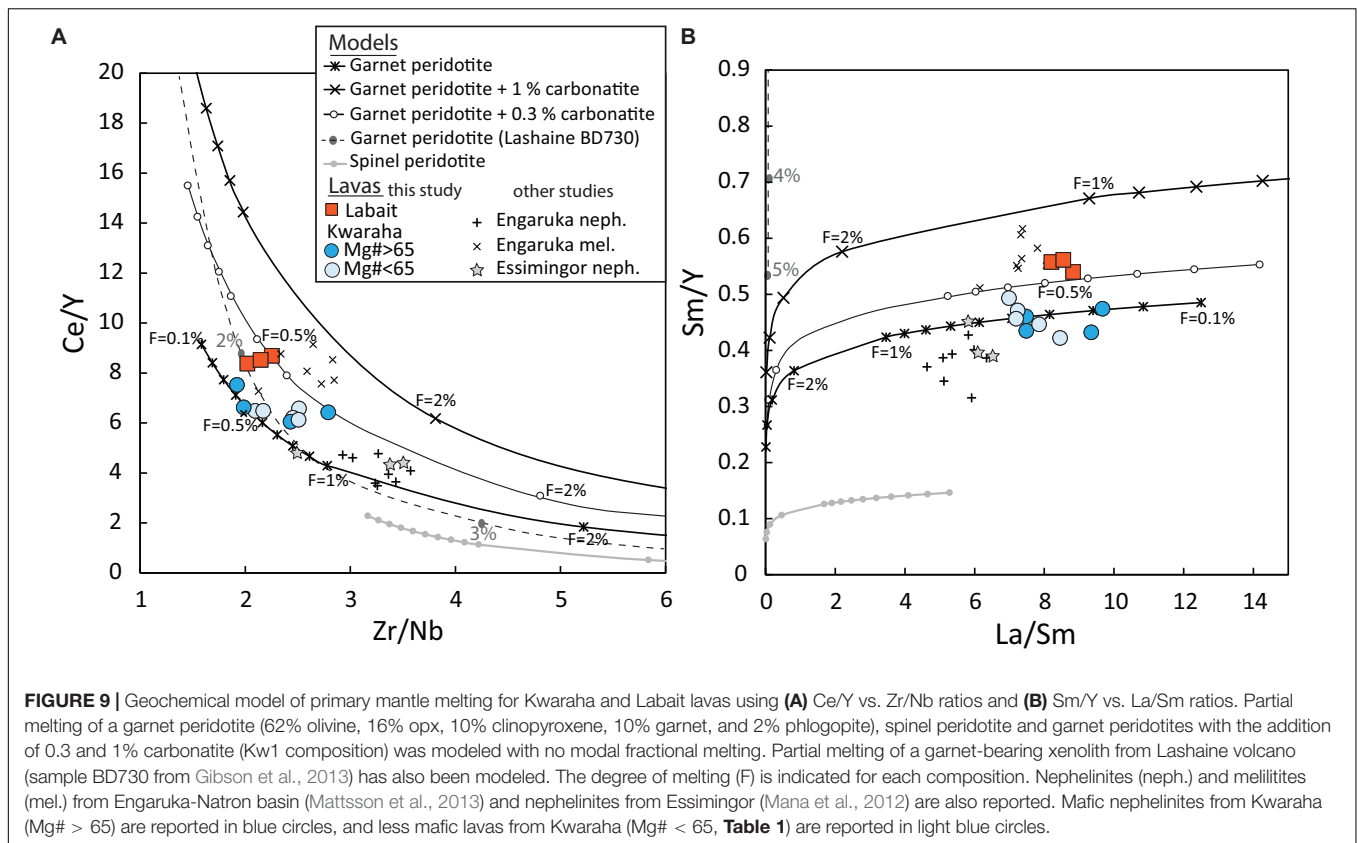 A
B
Models
Garnet peridotite
Garnet peridotite + 1 % carbonatite
Garnet peridotite + 0.3 % carbonatite
Garnet peridotite (Lashaine BD730)
Spinel peridotite
Lavas this study
other studies
Labait
Kwaraha
Mg#>65
Mg#<65
Engaruka neph.
Engaruka mel.
Essimingor neph.
20
18
16
14
12
10
8
6
4
2
0
Ce/Y
1
2
3
4
5
6
Zr/Nb
F=0.1%
2%
F=0.5%
F=0.5%
F=1%
F=2%
F=2%
3%
F=2%
0.9
0.8
0.7
0.6
0.5
0.4
0.3
0.2
0.1
0
Sm/Y
0
2
4
6
8
10
12
14
La/Sm
4%
5%
F=1%
F=2%
F=0.5%
F=1%
F=0.1%
F=2%
FIGURE 9 | Geochemical model of primary mantle melting for Kwaraha and Labait lavas using (A) Ce/Y vs. Zr/Nb ratios and (B) Sm/Y vs. La/Sm ratios. Partial
melting of a garnet peridotite (62% olivine, 16% opx, 10% clinopyroxene, 10% garnet, and 2% phlogopite), spinel peridotite and garnet peridotites with the addition
of 0.3 and 1% carbonatite (Kw1 composition) was modeled with no modal fractional melting. Partial melting of a garnet-bearing xenolith from Lashaine volcano
(sample BD730 from Gibson et al., 2013) has also been modeled. The degree of melting (F) is indicated for each composition. Nephelinites (neph.) and melilitites
(mel.) from Engaruka-Natron basin (Mattsson et al., 2013) and nephelinites from Essimingor (Mana et al., 2012) are also reported. Mafic nephelinites from Kwaraha
(Mg# > 65) are reported in blue circles, and less mafic lavas from Kwaraha (Mg# < 65, Table 1) are reported in light blue circles.